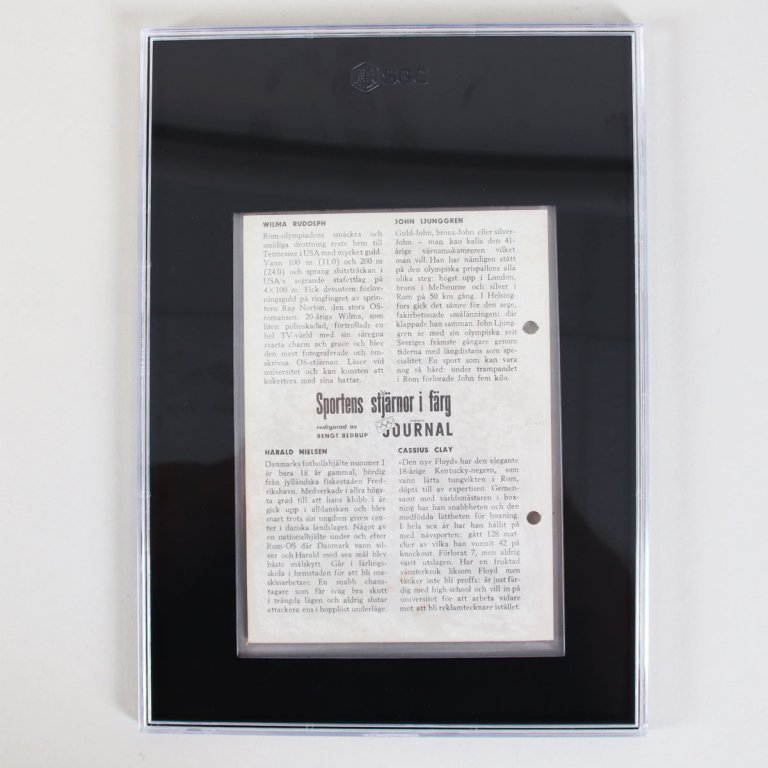 SGC
WILMA RUDOLPH
Rom-olympiadens smäckra och
smidiga drottning reste hem till
Tennessee i USA med mycket guld.
Vann 100 m (11.0) och 200 m
(24.0) och sprang slutsträckan i
USA:s segrande stafettlag på
4×100 m. Fick dessutom förlov-
ningsguld på ringfingret av sprin-
tern Ray Norton, den stora OS-
romansen. 20-åriga Wilma, som
liten polioskadad, förtrollade en
hel TV-värld med sin säregna
svarta charm och grace och blev
den mest fotograferade och om-
skrivna OS-stjärnan. Läser vid
universitet och kan konsten att
kokettera med sina hattar.
JOHN LJUNGGREN
Guld-John, brons-John eller silver-
John – man kan kalla den 41-
årige värnamokamreren vilket
man vill. Han har nämligen stått
på den olympiska prispallens alla
olika steg: högst upp i London,
brons i Melbourne och silver i
Rom på 50 km gång. I Helsing-
fors gick det sämre för den sege,
fakirbetonade smålänningen: där
klappade han samman. John Ljung-
gren är med sin olympiska svit
Sveriges främste gångare genom
tiderna med långdistans som spe-
cialitet. En sport som kan vara
nog så hård: under trampandet
i Rom förlorade John fem kilo.
Sportens stjärnor i färg
redigerad av
BENGT BEDRUP
JOURNAL
HARALD NIELSEN
Danmarks fotbollshjälte nummer 1
är bara 18 år gammal, bördig
från jylländska fiskestaden Fred-
rikshavn. Medverkade i allra högs-
ta grad till att hans klubb i år
gick upp i alldanskan och blev
snart trots sin ungdom given cen-
ter i danska landslaget. Något av
en nationalhjälte under och efter
Rom-OS där Danmark vann sil-
ver och Harald med sex mål blev
bäste målskytt. Går i lärlings-
skola i hemstaden för att bli ma-
skinarbetare. En snabb chans-
tagare som får iväg bra skott
i trängda lägen och aldrig slutar
attackera ens i hopplöst underläge.
CASSIUS CLAY
»Den nye Floyd» har den elegante
18-årige Kentucky-negern, som
vann lätta tungvikten i Rom,
döpts till av expertisen. Gemen-
samt med världsmästaren i box-
ning har han snabbheten och den
medfödda lättheten för boxning.
I hela sex år har han hållit på
med nävsporten: gått 128 mat-
cher av vilka han vunnit 42 på
knockout. Förlorat 7, men aldrig
varit utslagen. Har en fruktad
vänsterkrok liksom Floyd men
tänker inte bli proffs: är just fär-
dig med high-school och vill in på
universitet för att arbeta vidare
mot att bli reklamtecknare istället.